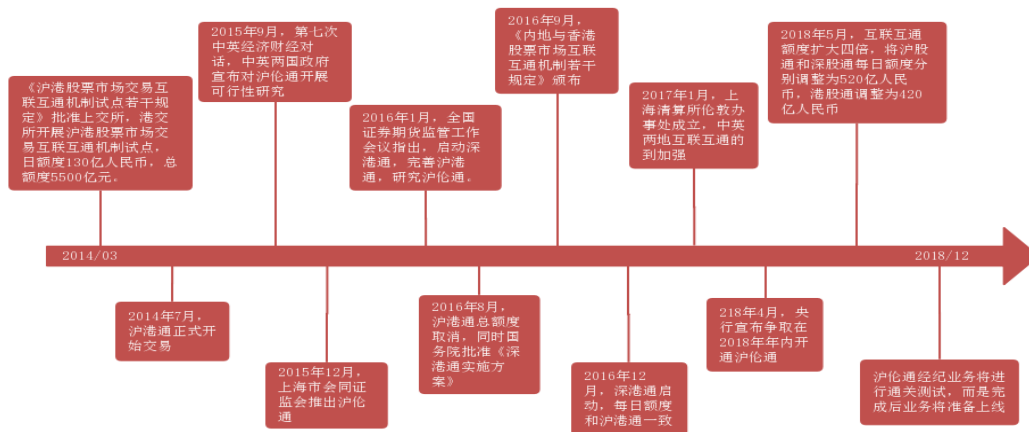 《沪港股票市场交易互
联互通机制试点若干规
定》批准上交所，港交
所开展沪港股票市场交
易互联互通机制试点，
日额度130亿人民币，总
额度5500亿元。
2015年9月，第七次
中英经济财经对
话，中英两国政府
宣布对沪伦通开展
可行性研究
2016年1月，全国
证券期货监管工作
会议指出，启动深
港通，完善沪港
通，研究沪伦通。
2016年9月，
《内地与香港
股票市场互联
互通机制若干
规定》颁布
2017年1月，上
海清算所伦敦办
事处成立，中英
两地互联互通的
到加强
2018年5月，互联互通
额度扩大四倍，将沪股
通和深股通每日额度分
别调整为520亿人民
币，港股通调整为420
亿人民币
2014/03
2018/12
2014年7月，
沪港通正式开
始交易
2015年12月，
上海市会同证
监会推出沪伦
通
2016年8月，
沪港通总额度
取消，同时国
务院批准《深
港通实施方
案》
2016年12
月，深港通启
动，每日额度
和沪港通一致
218年4月，央
行宣布争取在
2018年年内开
通沪伦通
沪伦通经纪业务将进
行通关测试，而是完
成后业务将准备上线